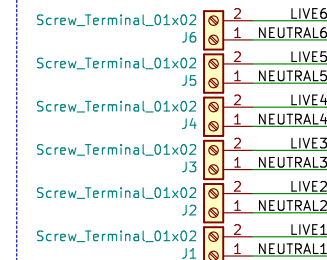 Screw_Terminal_01x02 2 LIVE6
J6 1 NEUTRAL6
Screw_Terminal_01x02 2 LIVE5
J5 1 NEUTRAL5
Screw_Terminal_01x02 2 LIVE4
J4 1 NEUTRAL4
Screw_Terminal_01x02 2 LIVE3
J3 1 NEUTRAL3
Screw_Terminal_01x02 2 LIVE2
J2 1 NEUTRAL2
Screw_Terminal_01x02 2 LIVE1
J1 1 NEUTRAL1